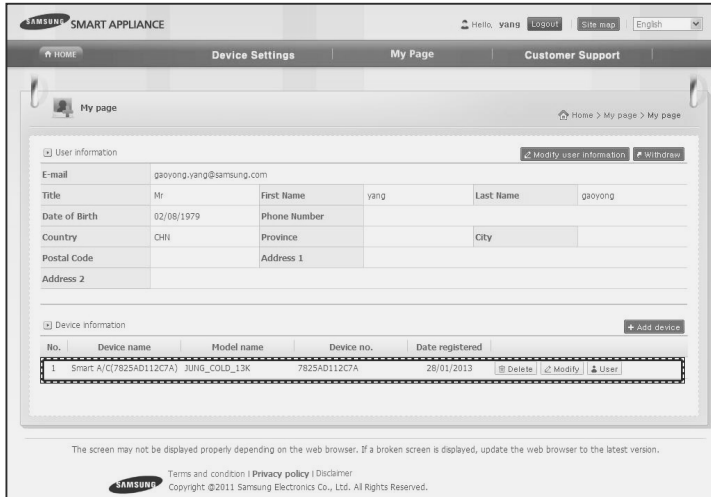 SAMSUNG SMART APPLIANCE Hello, yang Logout Site map English
HOME Device Settings My Page Customer Support
My page Home > My page > My page
User information Modify user information Withdraw
E-mail gaoyong.yang@samsung.com
Title Mr First Name yang Last Name gaoyong
Date of Birth 02/08/1979 Phone Number
Country CHN Province City
Postal Code Address 1
Address 2
Device information + Add device
No. Device name Model name Device no. Date registered
1 Smart A/C(7825AD112C7A) JUNG_COLD_13K 7825AD112C7A 28/01/2013 Delete Modify User
The screen may not be displayed properly depending on the web browser. If a broken screen is displayed, update the web browser to the latest version.
Terms and condition | Privacy policy | Disclaimer
SAMSUNG Copyright @2011 Samsung Electronics Co., Ltd. All Rights Reserved.